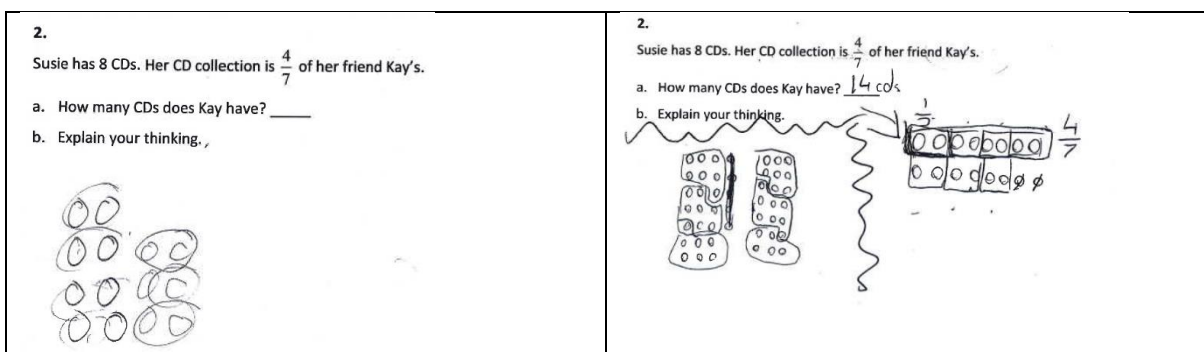 2.
Susie has 8 CDs. Her CD collection is 4/7 of her friend Kay's.
a. How many CDs does Kay have? ____
b. Explain your thinking.
2.
Susie has 8 CDs. Her CD collection is 4/7 of her friend Kay's.
a. How many CDs does Kay have? 14 cds
b. Explain your thinking.
4/7